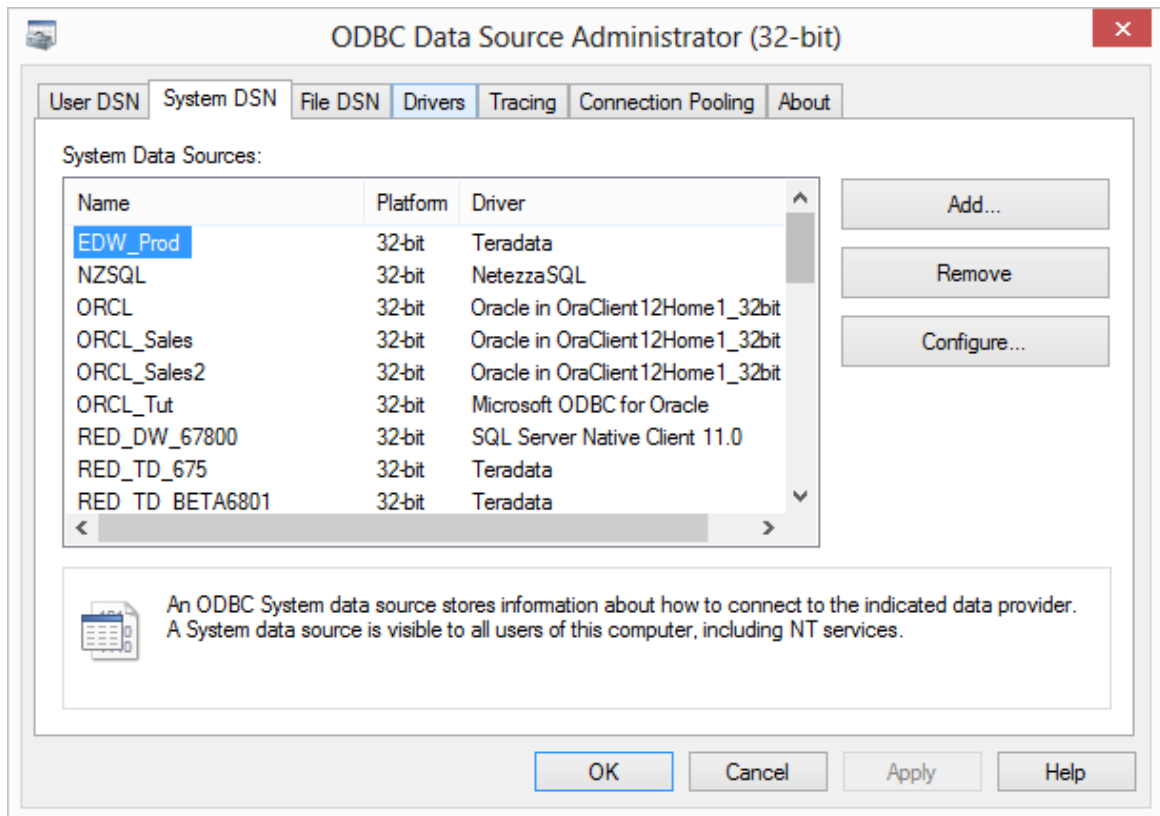 ODBC Data Source Administrator (32-bit)
User DSN System DSN File DSN Drivers Tracing Connection Pooling About
System Data Sources:
Name Platform Driver
EDW_Prod 32-bit Teradata
NZSQL 32-bit NetezzaSQL
ORCL 32-bit Oracle in OraClient12Home1_32bit
ORCL_Sales 32-bit Oracle in OraClient12Home1_32bit
ORCL_Sales2 32-bit Oracle in OraClient12Home1_32bit
ORCL_Tut 32-bit Microsoft ODBC for Oracle
RED_DW_67800 32-bit SQL Server Native Client 11.0
RED_TD_675 32-bit Teradata
RED_TD_BETA6801 32-bit Teradata
Add...
Remove
Configure...
An ODBC System data source stores information about how to connect to the indicated data provider.
A System data source is visible to all users of this computer, including NT services.
OK Cancel Apply Help